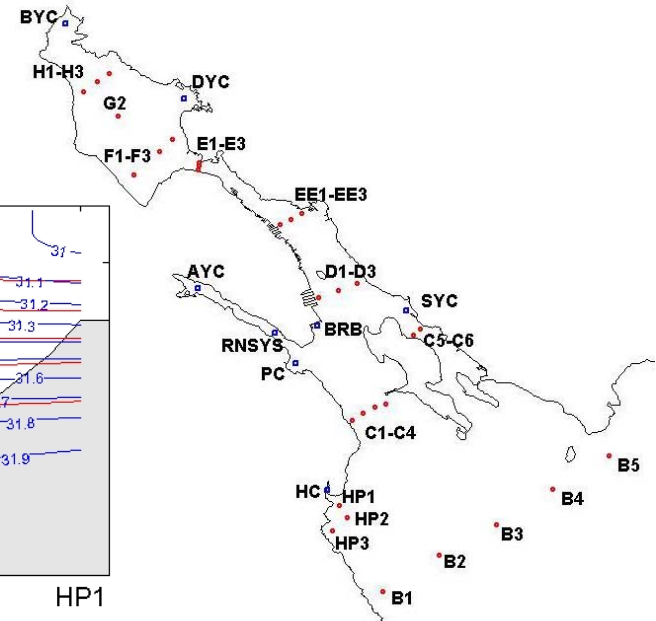 BYC
H1-H3
DYC
G2
F1-F3
E1-E3
EE1-EE3
AYC
D1-D3
SYC
BRB
RNSYS
C5-C6
PC
C1-C4
B5
HC
HP1
B4
HP2
B3
HP3
B2
B1
31
31.1
31.2
31.3
31.6
7
31.8
31.9
HP1